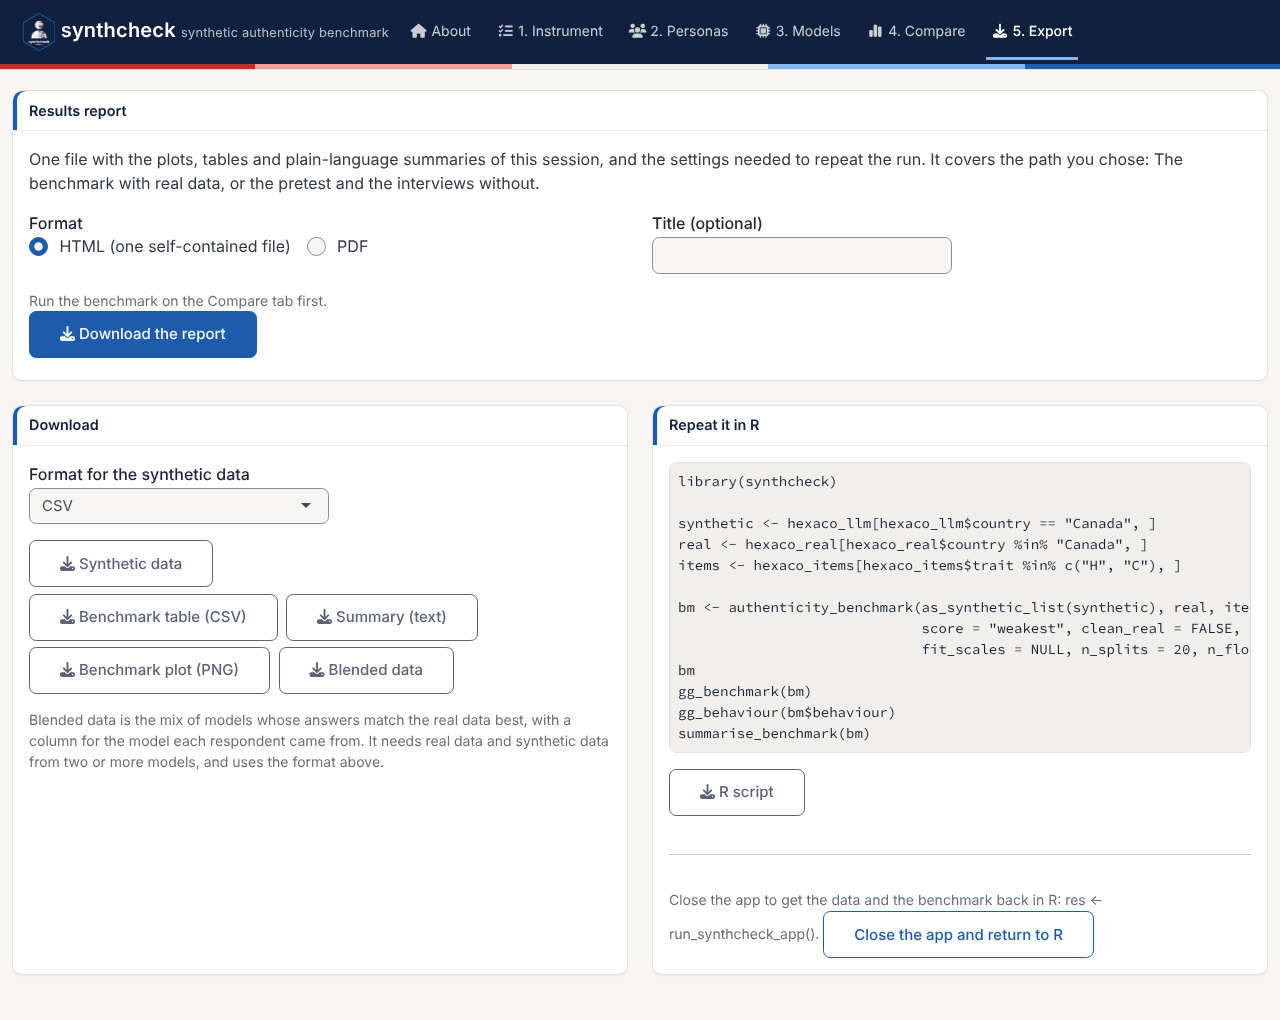 synthcheck synthetic authenticity benchmark
About
1. Instrument
2. Personas
3. Models
4. Compare
5. Export
Results report
One file with the plots, tables and plain-language summaries of this session, and the settings needed to repeat the run. It covers the path you chose: The
benchmark with real data, or the pretest and the interviews without.
Format
HTML (one self-contained file)
PDF
Title (optional)
Run the benchmark on the Compare tab first.
Download the report
Download
Format for the synthetic data
CSV
Synthetic data
Benchmark table (CSV)
Summary (text)
Benchmark plot (PNG)
Blended data
Blended data is the mix of models whose answers match the real data best, with a
column for the model each respondent came from. It needs real data and synthetic data
from two or more models, and uses the format above.
Repeat it in R
library(synthcheck)
synthetic <- hexaco_llm[hexaco_llm$country == "Canada", ]
real <- hexaco_real[hexaco_real$country %in% "Canada", ]
items <- hexaco_items[hexaco_items$trait %in% c("H", "C"), ]
bm <- authenticity_benchmark(as_synthetic_list(synthetic), real, ite
score = "weakest", clean_real = FALSE,
fit_scales = NULL, n_splits = 20, n_flo
bm
gg_benchmark(bm)
gg_behaviour(bm$behaviour)
summarise_benchmark(bm)
R script
Close the app to get the data and the benchmark back in R: res <-
run_synthcheck_app().
Close the app and return to R